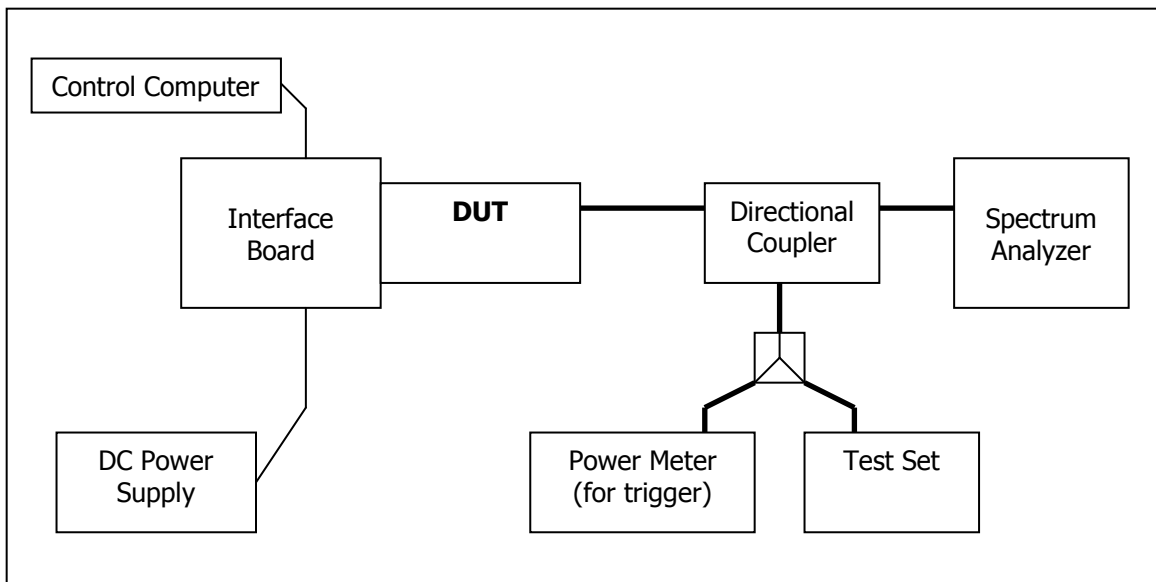 Control Computer
Interface
Board
DUT
Directional
Coupler
Spectrum
Analyzer
DC Power
Supply
Power Meter
(for trigger)
Test Set